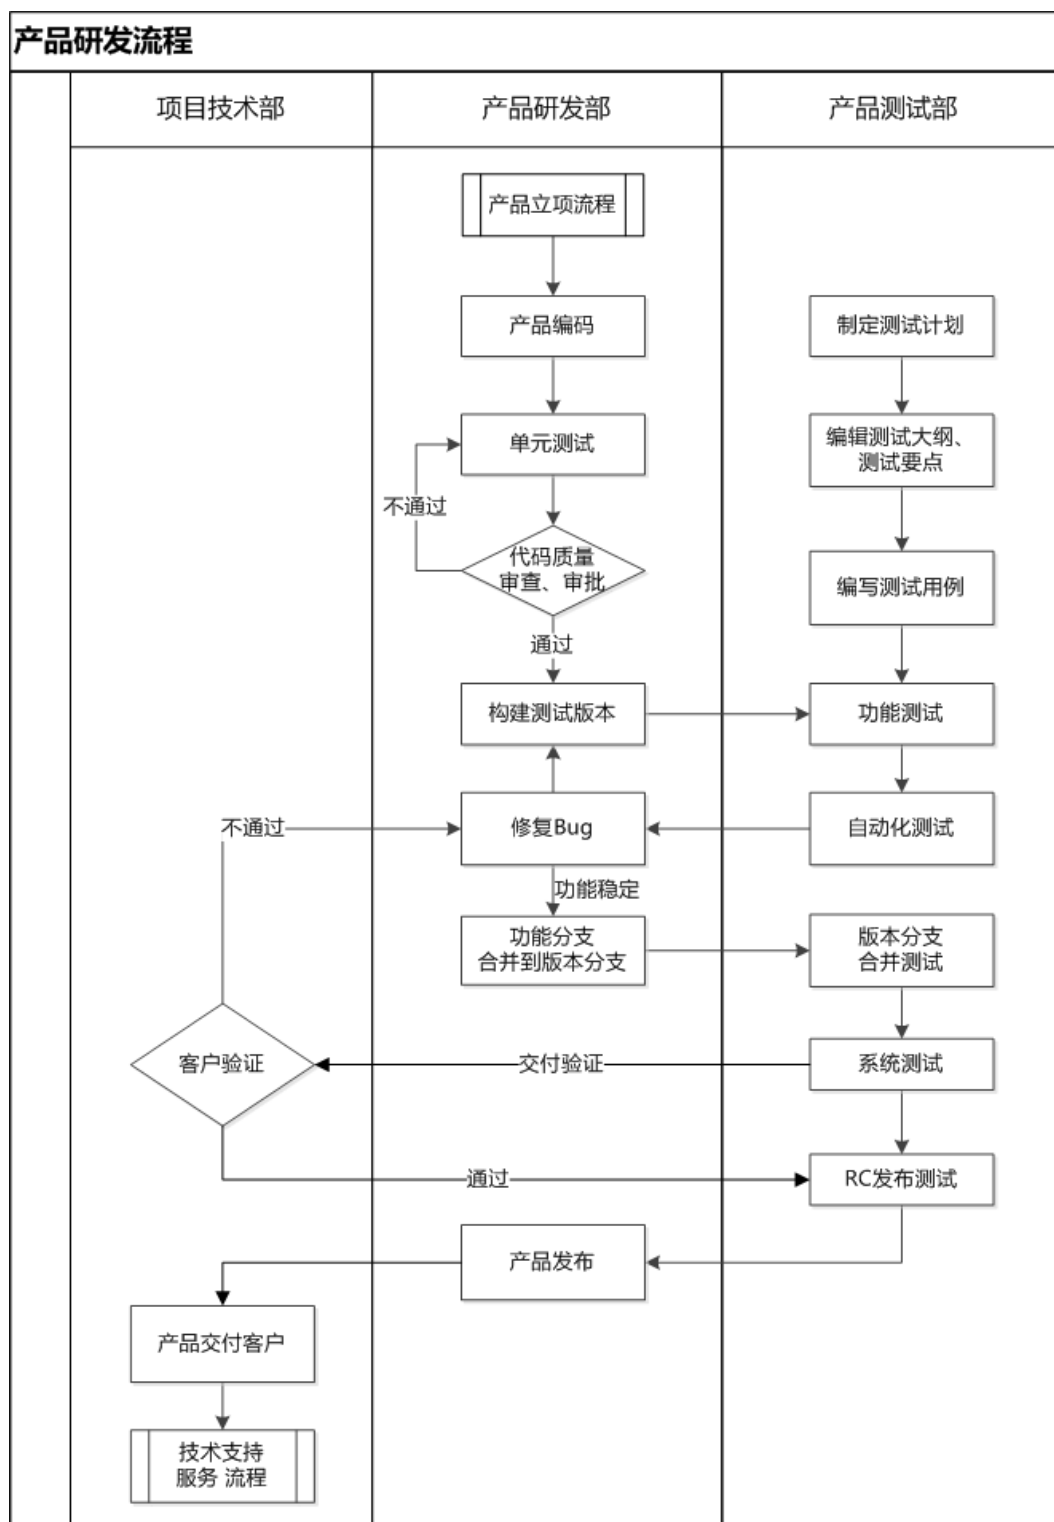 产品研发流程
项目技术部
产品研发部
产品测试部
产品立项流程
产品编码
制定测试计划
单元测试
编辑测试大纲、
测试要点
不通过
代码质量
审查、审批
编写测试用例
通过
构建测试版本
功能测试
不通过
修复Bug
自动化测试
功能稳定
功能分支
合并到版本分支
版本分支
合并测试
客户验证
交付验证
系统测试
通过
RC发布测试
产品发布
产品交付客户
技术支持
服务 流程